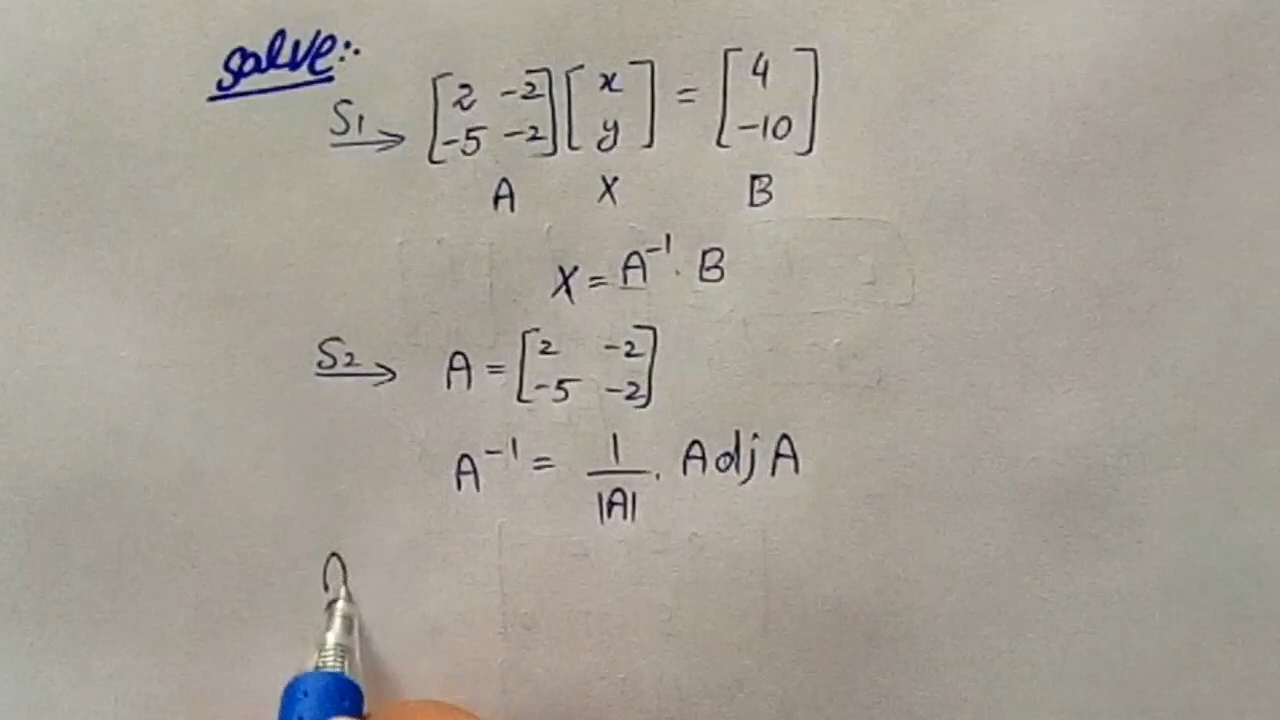 Solve:.
S1 → [2 -2; -5 -2] [x; y] = [4; -10]
A X B
X = A⁻¹. B
S2 → A = [2 -2; -5 -2]
A⁻¹ = 1/|A| . Adj A